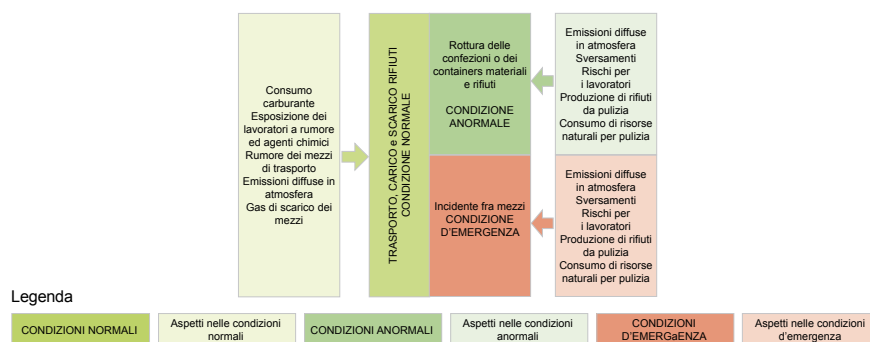 Consumo
carburante
Esposizione dei
lavoratori a rumore
ed agenti chimici
Rumore dei mezzi
di trasporto
Emissioni diffuse in
atmosfera
Gas di scarico dei
mezzi
TRASPORTO, CARICO e SCARICO RIFIUTI
CONDIZIONE NORMALE
Rottura delle
confezioni o dei
containers materiali
e rifiuti
CONDIZIONE
ANORMALE
Emissioni diffuse
in atmosfera
Sversamenti
Rischi per
i lavoratori
Produzione di rifiuti
da pulizia
Consumo di risorse
naturali per pulizia
Incidente fra mezzi
CONDIZIONE
D'EMERGENZA
Emissioni diffuse
in atmosfera
Sversamenti
Rischi per
i lavoratori
Produzione di rifiuti
da pulizia
Consumo di risorse
naturali per pulizia
Legenda
CONDIZIONI NORMALI
Aspetti nelle condizioni
normali
CONDIZIONI ANORMALI
Aspetti nelle condizioni
anormali
CONDIZIONI
D'EMERGaENZA
Aspetti nelle condizioni
d'emergenza